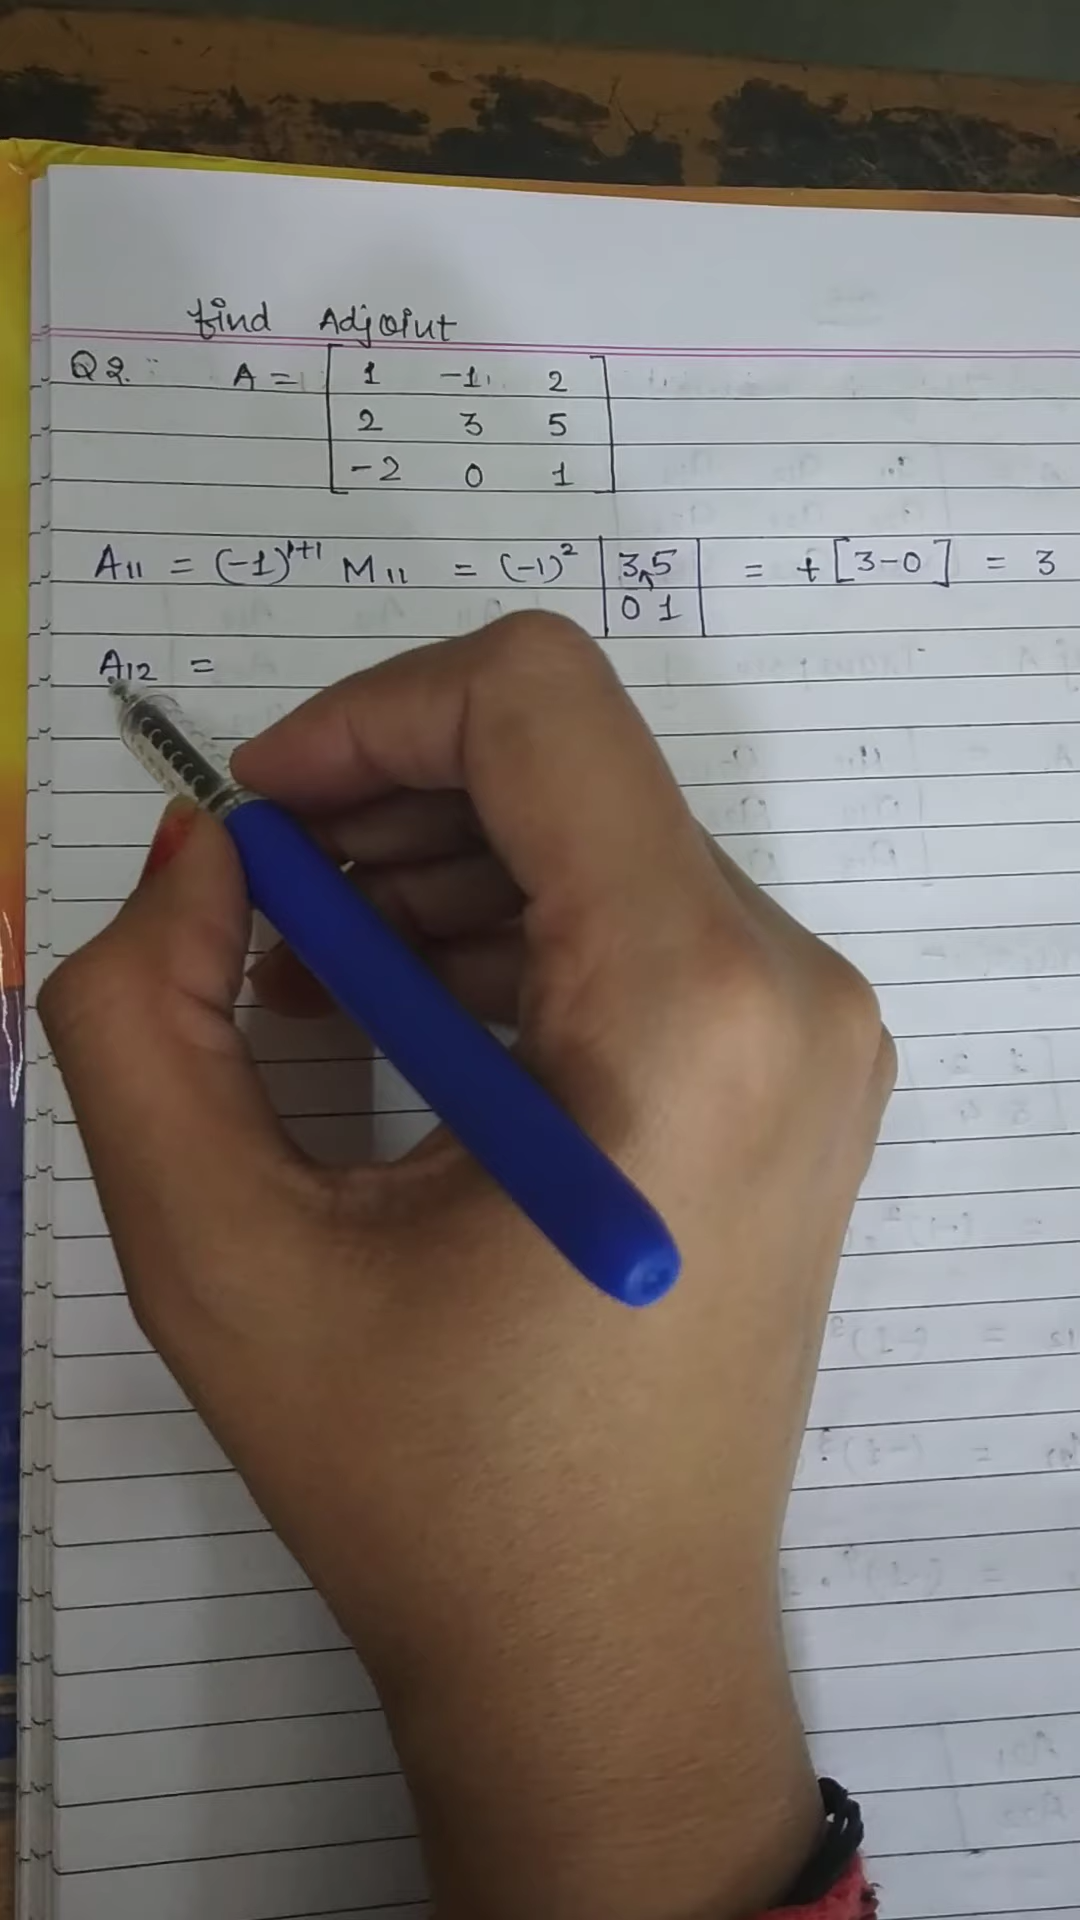 find Adjoint
Q2. A = [ 1 -1 2
2 3 5
-2 0 1 ]
A11 = (-1)^1+1 M11 = (-1)^2 | 3 5 | = + [3-0] = 3
0 1
A12 =